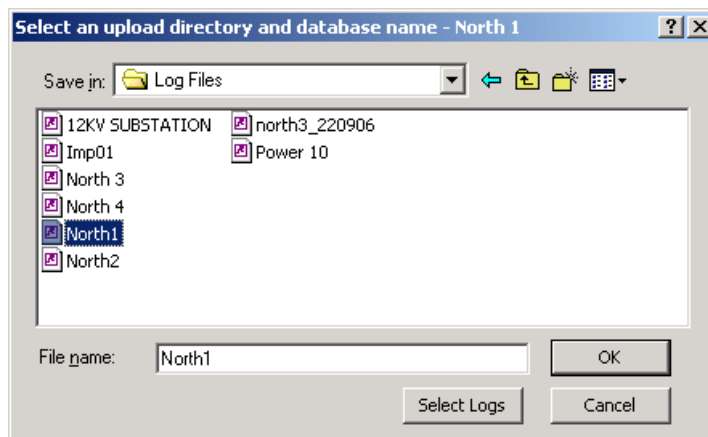 Select an upload directory and database name - North 1
Save in: Log Files
12KV SUBSTATION
Imp01
North 3
North 4
North1
North2
north3_220906
Power 10
File name: North1 OK
Select Logs Cancel